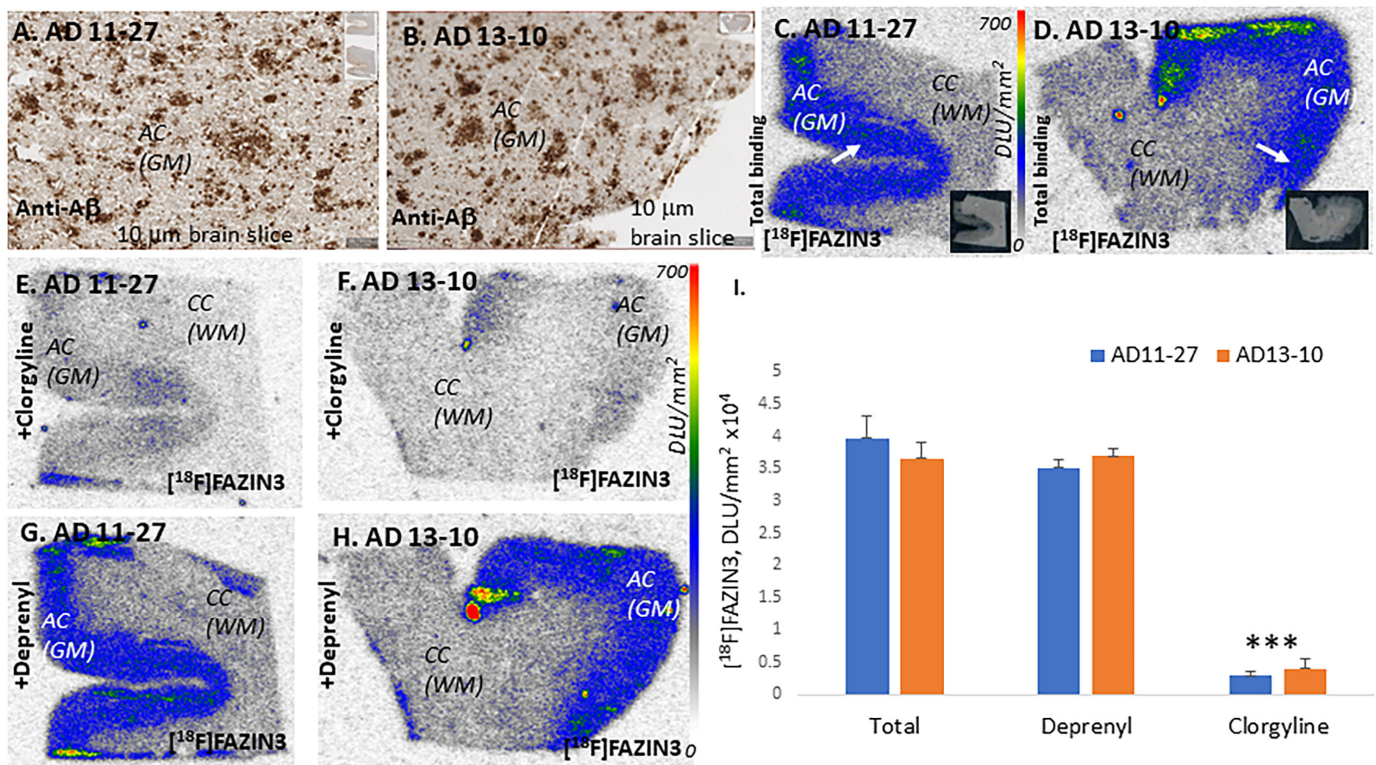 A. AD 11-27
AC
(GM)
Anti-Aβ
10 µm brain slice
B. AD 13-10
AC
(GM)
Anti-Aβ
10 µm
brain slice
C. AD 11-27
AC
(GM)
CC
(WM)
Total binding
[¹⁸F]FAZIN3
700
DLU/mm²
0
D. AD 13-10
AC
(GM)
CC
(WM)
Total binding
[¹⁸F]FAZIN3
E. AD 11-27
CC
(WM)
AC
(GM)
+Clorgyline
[¹⁸F]FAZIN3
F. AD 13-10
AC
(GM)
CC
(WM)
+Clorgyline
[¹⁸F]FAZIN3
700
DLU/mm²
0
G. AD 11-27
CC
(WM)
AC
(GM)
+Deprenyl
[¹⁸F]FAZIN3
H. AD 13-10
AC
(GM)
CC
(WM)
+Deprenyl
[¹⁸F]FAZIN3
I.
AD11-27
AD13-10
[¹⁸F]FAZIN3, DLU/mm² x10⁴
5
4.5
4
3.5
3
2.5
2
1.5
1
0.5
0
***
Total
Deprenyl
Clorgyline